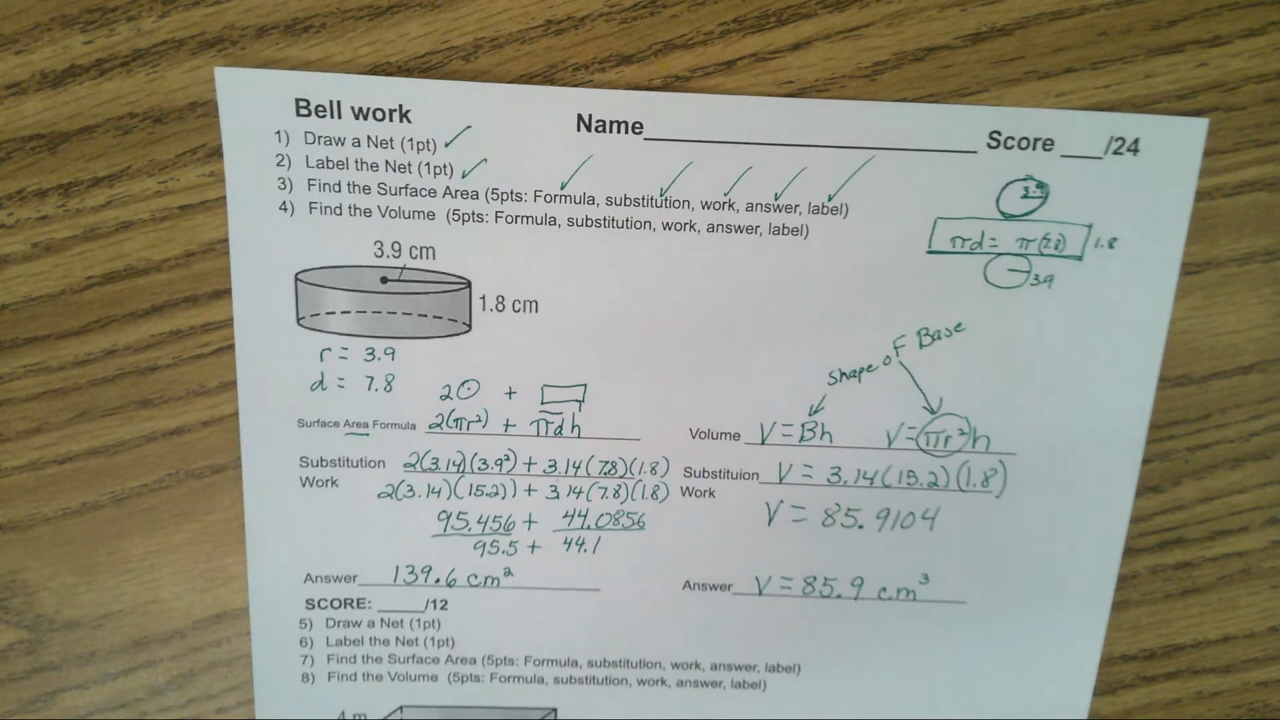 Bell work
Name Score /24
1) Draw a Net (1pt) ✓
2) Label the Net (1pt) ✓
3) Find the Surface Area (5pts: Formula, substitution, work, answer, label)
4) Find the Volume (5pts: Formula, substitution, work, answer, label)
3.9
πd = π(7.8) 1.8
3.9
3.9 cm
1.8 cm
r = 3.9
d = 7.8
Shape of Base
2⊙ + ▭
Surface Area Formula 2(πr²) + πdh
Volume V=Bh V=πr²h
Substitution 2(3.14)(3.9²) + 3.14(7.8)(1.8)
Work 2(3.14)(15.2)) + 3.14(7.8)(1.8)
95.456 + 44.0856
95.5 + 44.1
Substituion V = 3.14(15.2)(1.8)
Work V = 85.9104
Answer 139.6 cm²
Answer V=85.9 cm³
SCORE: /12
5) Draw a Net (1pt)
6) Label the Net (1pt)
7) Find the Surface Area (5pts: Formula, substitution, work, answer, label)
8) Find the Volume (5pts: Formula, substitution, work, answer, label)
4 m